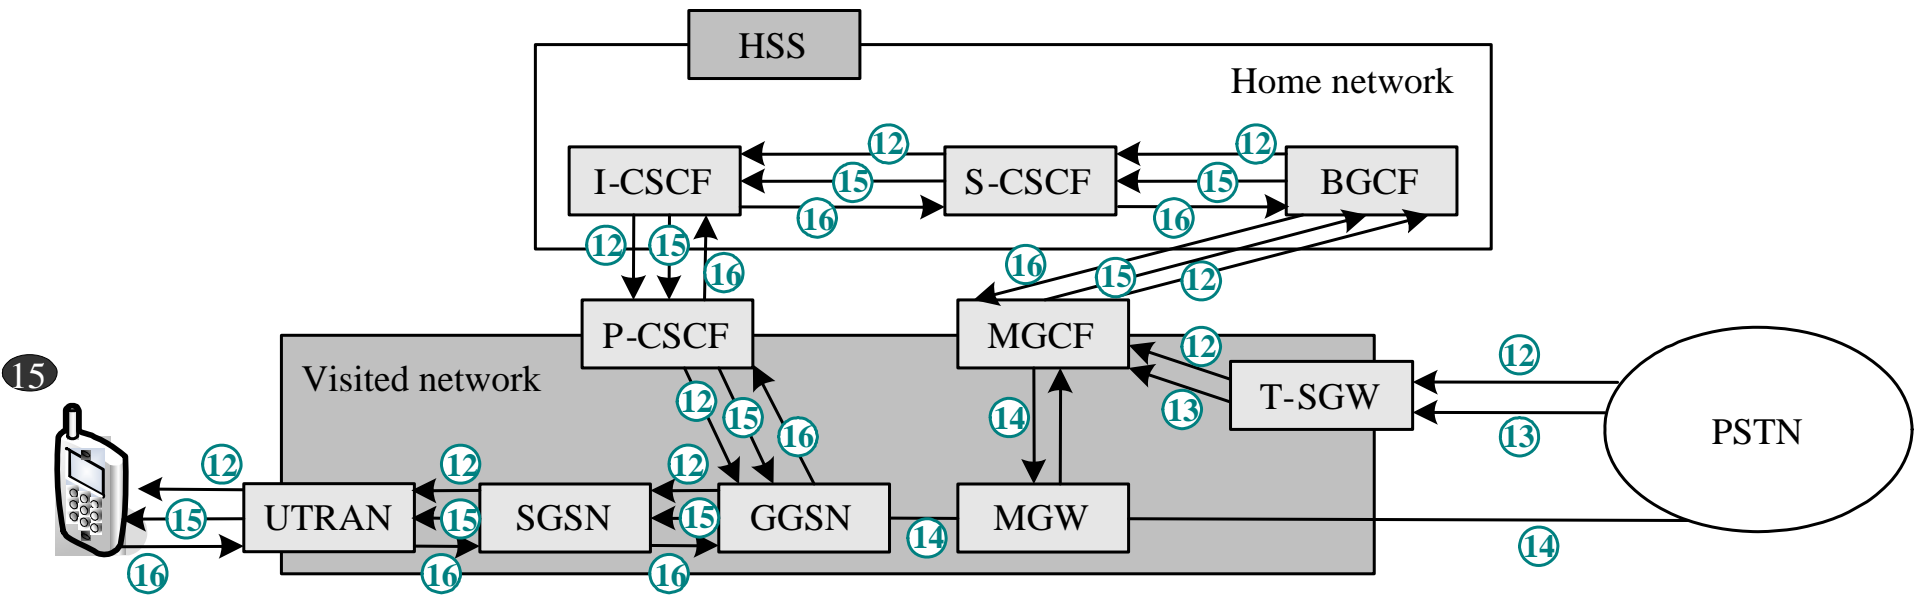 HSS
Home network
12
12
I-CSCF
S-CSCF
BGCF
15
15
16
16
12
15
16
16
15
12
P-CSCF
MGCF
12
12
15
Visited network
T-SGW
12
15
14
13
13
PSTN
16
12
12
12
UTRAN
SGSN
GGSN
MGW
15
15
15
14
14
16
16
16